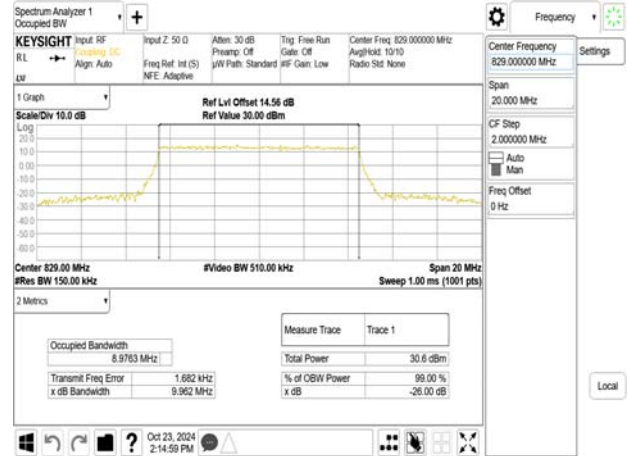 Spectrum Analyzer 1
Occupied BW
Frequency
KEYSIGHT
RL
Input: RF
Coupling: DC
Align: Auto
Input Z: 50 Ω
Freq Ref: Int (S)
NFE: Adaptive
Atten: 30 dB
Preamp: Off
µW Path: Standard
Trig: Free Run
Gate: Off
#IF Gain: Low
Center Freq: 829.000000 MHz
Avg|Hold: 10/10
Radio Std: None
Center Frequency
829.000000 MHz
Settings
Span
20.000 MHz
CF Step
2.000000 MHz
Auto
Man
Freq Offset
0 Hz
Local
1 Graph
Scale/Div 10.0 dB
Ref Lvl Offset 14.56 dB
Ref Value 30.00 dBm
Log
20.0
10.0
0.00
-10.0
-20.0
-30.0
-40.0
-50.0
-60.0
Center 829.00 MHz
#Video BW 510.00 kHz
Span 20 MHz
#Res BW 150.00 kHz
Sweep 1.00 ms (1001 pts)
2 Metrics
Measure Trace Trace 1
Occupied Bandwidth
8.9763 MHz
Total Power 30.6 dBm
Transmit Freq Error 1.682 kHz
% of OBW Power 99.00 %
x dB Bandwidth 9.962 MHz
x dB -26.00 dB
?
Oct 23, 2024
2:14:59 PM